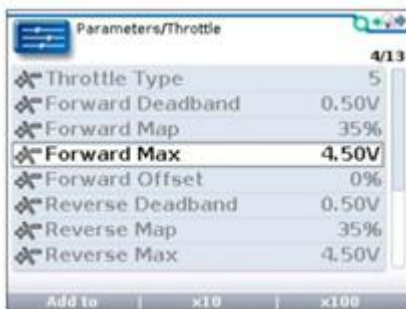 Parameters/Throttle
4/13
Throttle Type 5
Forward Deadband 0.50V
Forward Map 35%
Forward Max 4.50V
Forward Offset 0%
Reverse Deadband 0.50V
Reverse Map 35%
Reverse Max 4.50V
Add to | x10 | x100